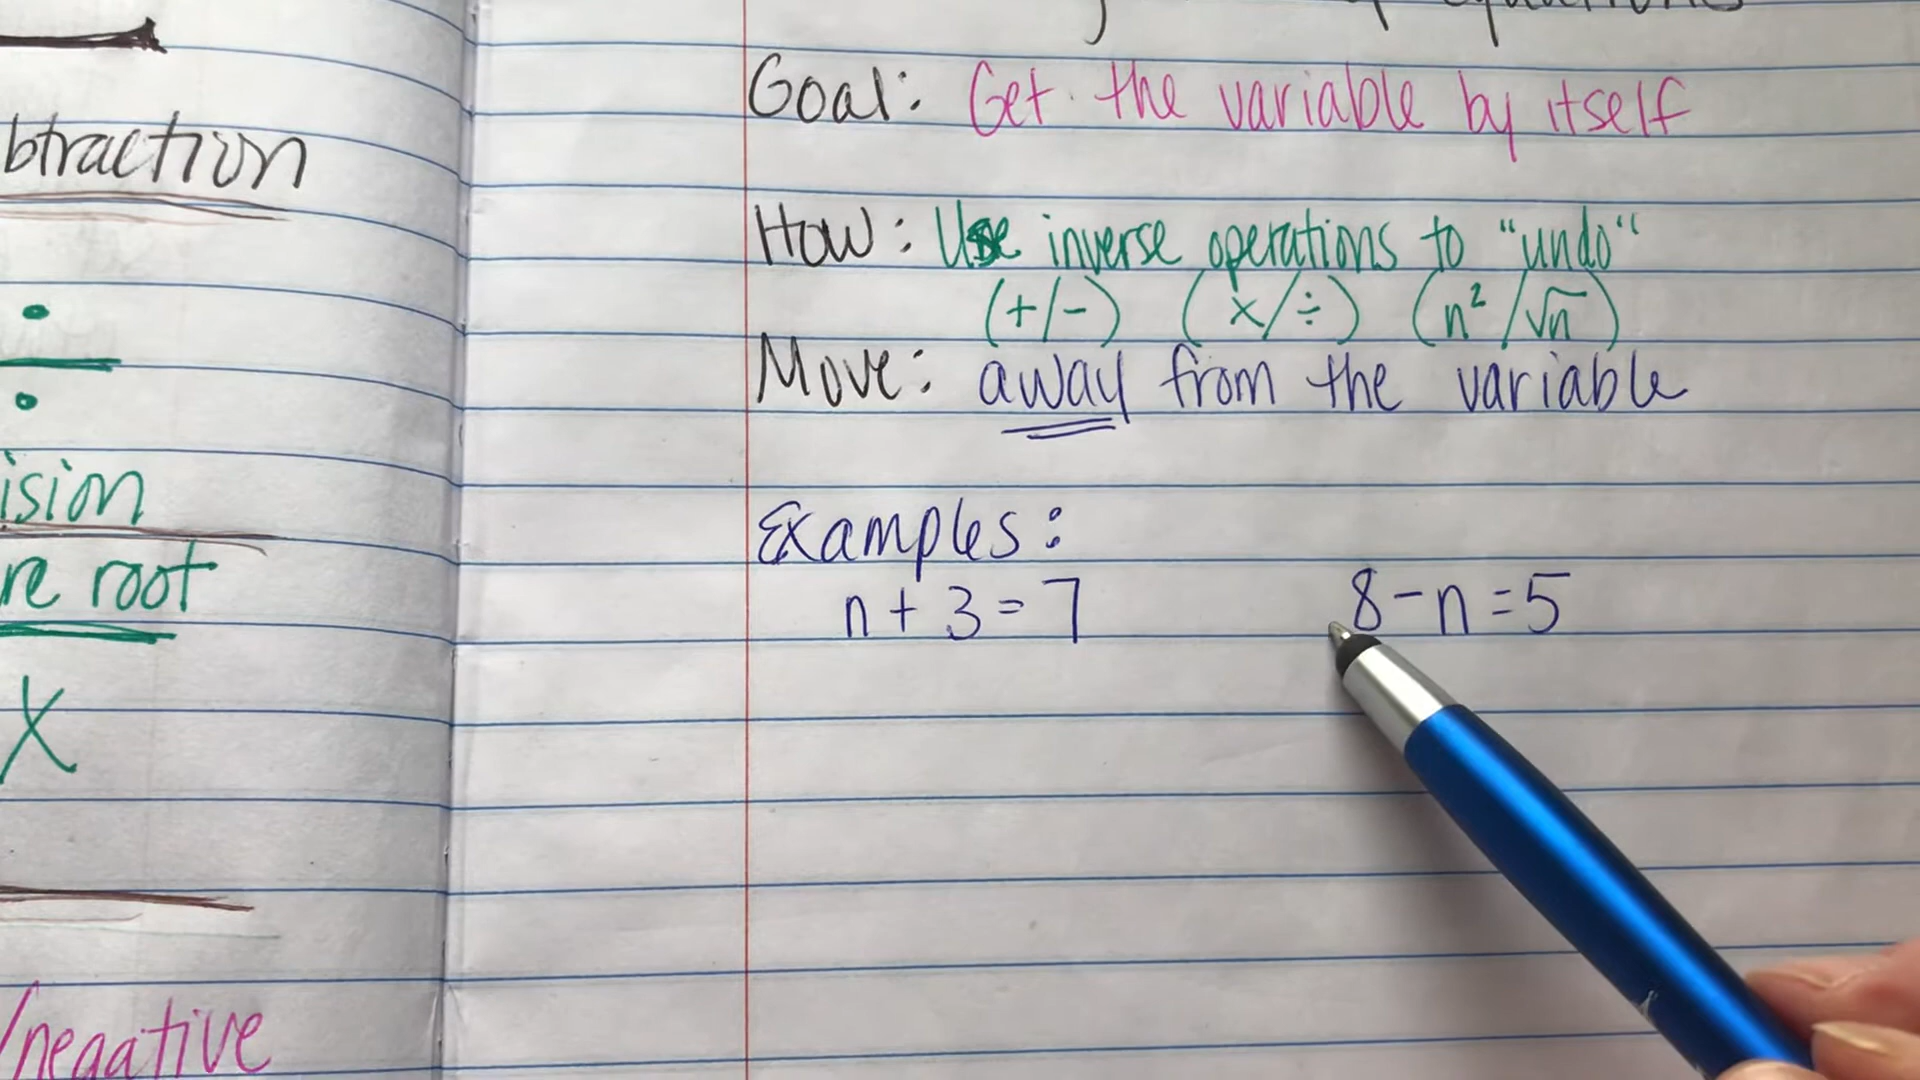 equations
Goal: Get the variable by itself
How: Use inverse operations to "undo"
(+/-) (x/÷) (n²/√n)
Move: away from the variable
Examples:
n + 3 = 7
8 - n = 5
btraction
ision
re root
X
/negative